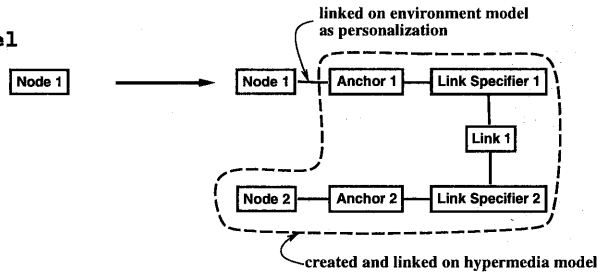 linked on environment model
as personalization
el
Node 1
Node 1
Anchor 1
Link Specifier 1
Link 1
Node 2
Anchor 2
Link Specifier 2
created and linked on hypermedia model